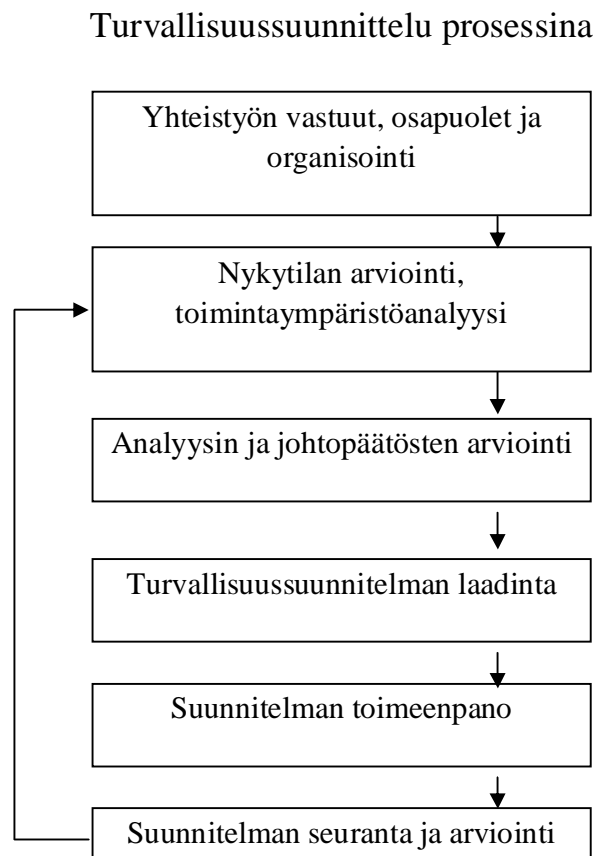 Turvallisuussuunnittelu prosessina
Yhteistyön vastuut, osapuolet ja
organisointi
Nykytilan arviointi,
toimintaympäristöanalyysi
Analyysin ja johtopäätösten arviointi
Turvallisuussuunnitelman laadinta
Suunnitelman toimeenpano
Suunnitelman seuranta ja arviointi